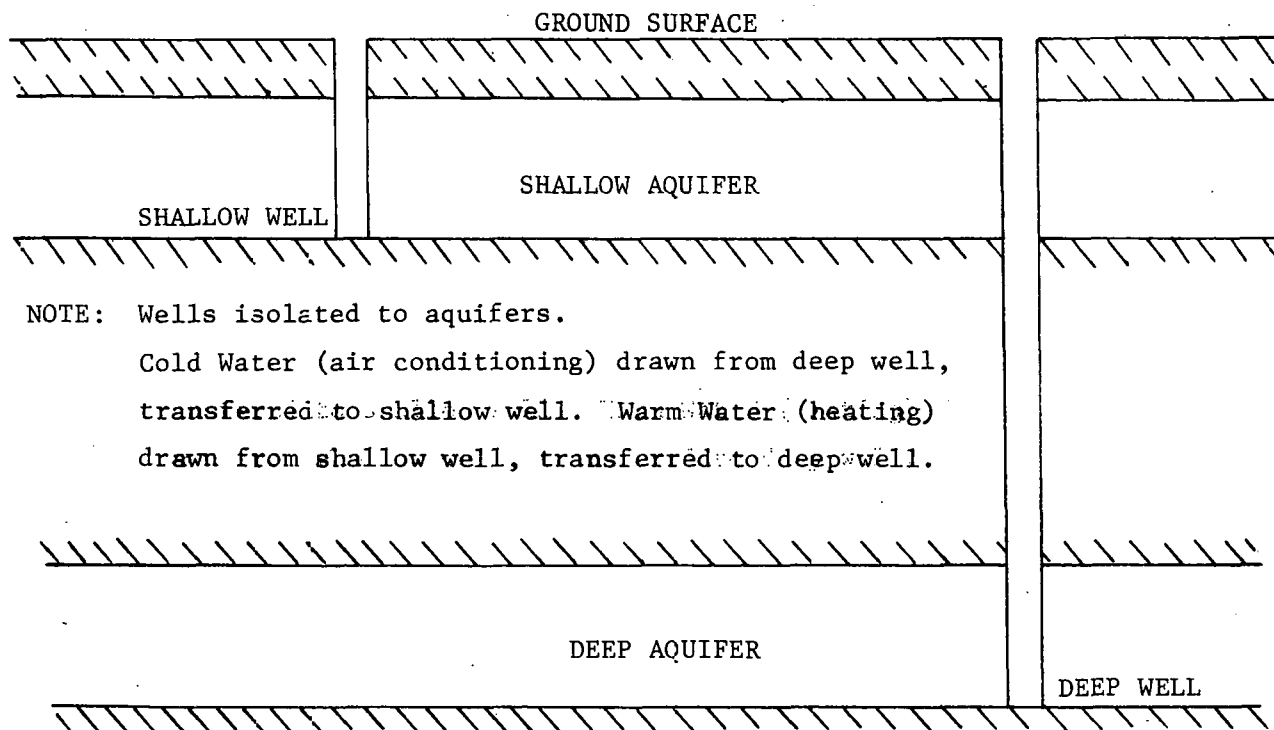 GROUND SURFACE
SHALLOW AQUIFER
SHALLOW WELL
NOTE: Wells isolated to aquifers.
Cold Water (air conditioning) drawn from deep well,
transferred to shallow well. Warm Water (heating)
drawn from shallow well, transferred to deep well.
DEEP AQUIFER
DEEP WELL